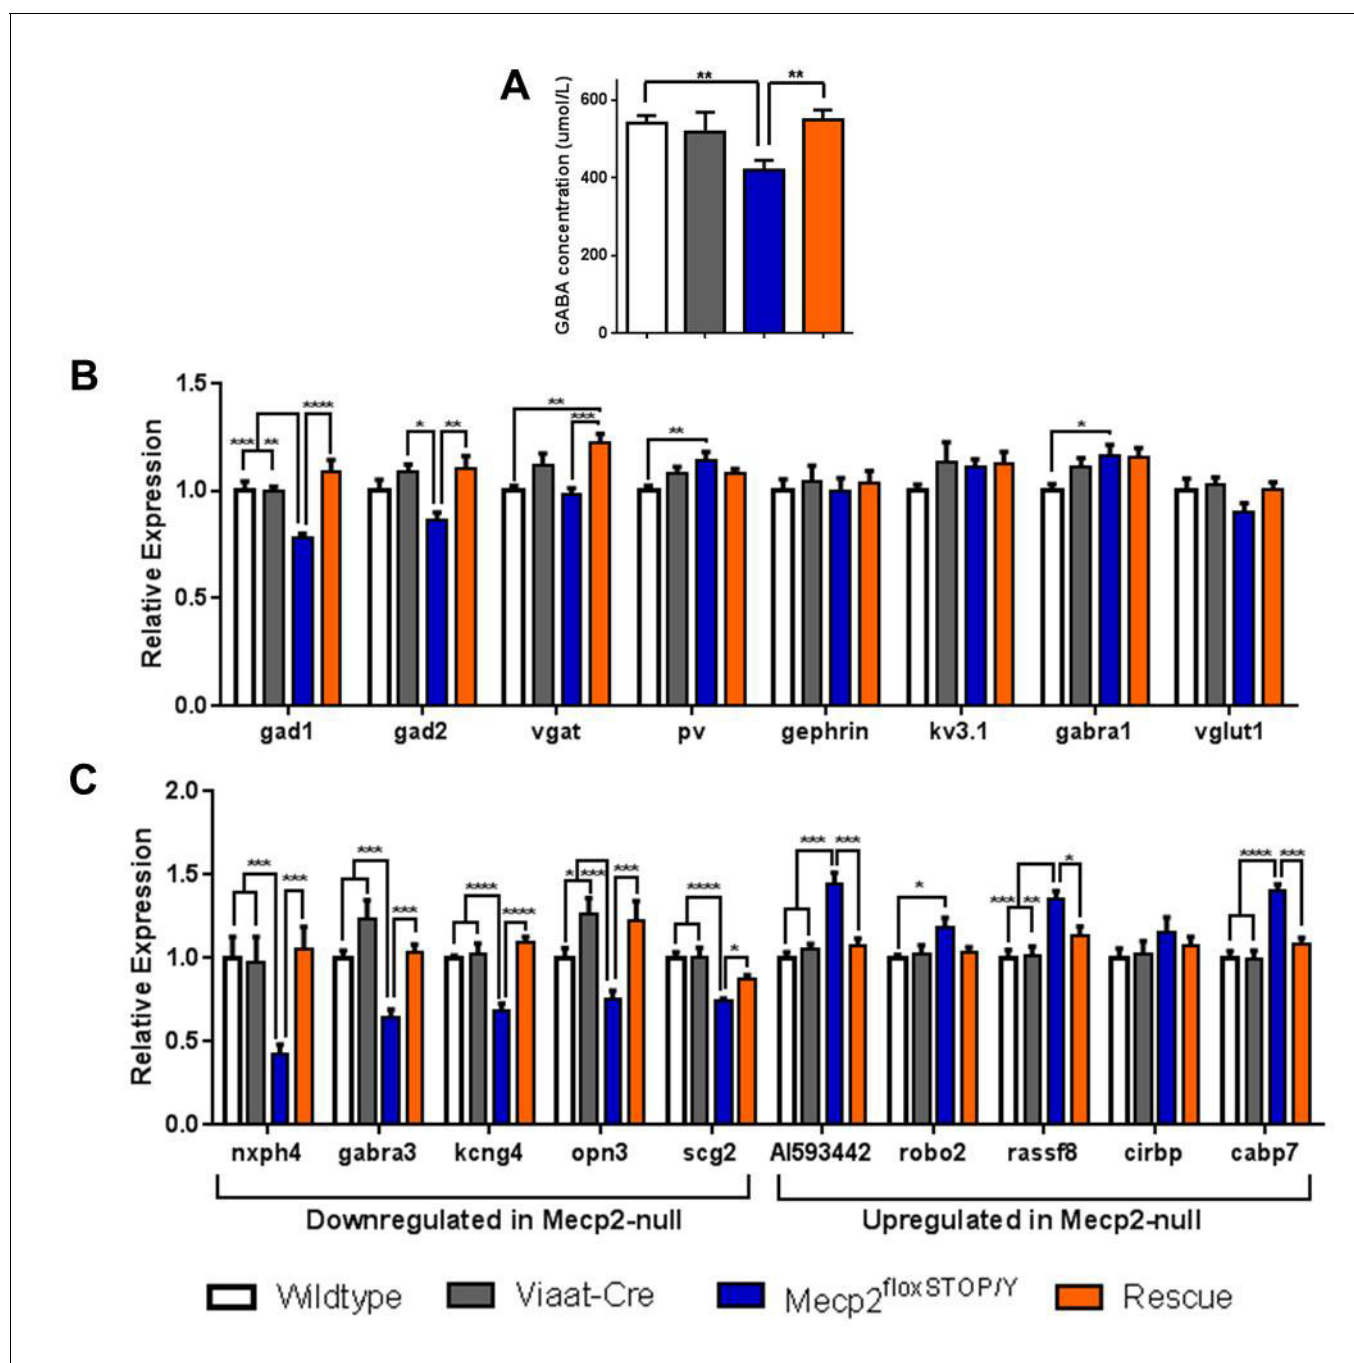 A
** **
GABA concentration (umol/L)
600
400
200
0
B
Relative Expression
1.5
1.0
0.5
0.0
*** ** ****
* **
** ***
**
*
gad1 gad2 vgat pv gephrin kv3.1 gabra1 vglut1
C
Relative Expression
2.0
1.5
1.0
0.5
0.0
*** ***
*** ***
**** ****
* *** ***
**** *
*** ***
*
*** ** *
**** ***
nxph4 gabra3 kcng4 opn3 scg2 AI593442 robo2 rassf8 cirbp cabp7
Downregulated in Mecp2-null Upregulated in Mecp2-null
Wildtype Viaat-Cre Mecp2floxSTOP/Y Rescue